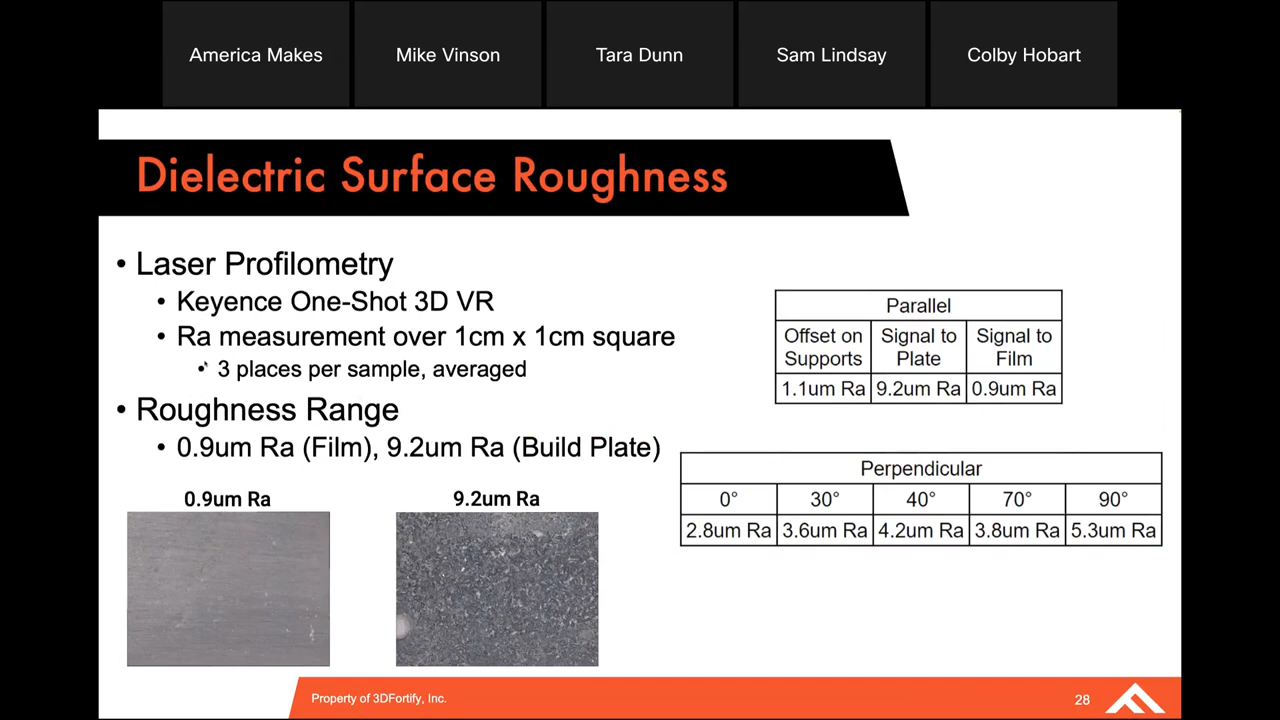 America Makes
Mike Vinson
Tara Dunn
Sam Lindsay
Colby Hobart
Dielectric Surface Roughness
• Laser Profilometry
• Keyence One-Shot 3D VR
• Ra measurement over 1cm x 1cm square
• 3 places per sample, averaged
• Roughness Range
• 0.9um Ra (Film), 9.2um Ra (Build Plate)
0.9um Ra
9.2um Ra
Parallel
Offset on Supports
Signal to Plate
Signal to Film
1.1um Ra
9.2um Ra
0.9um Ra
Perpendicular
0°
30°
40°
70°
90°
2.8um Ra
3.6um Ra
4.2um Ra
3.8um Ra
5.3um Ra
Property of 3DFortify, Inc.
28